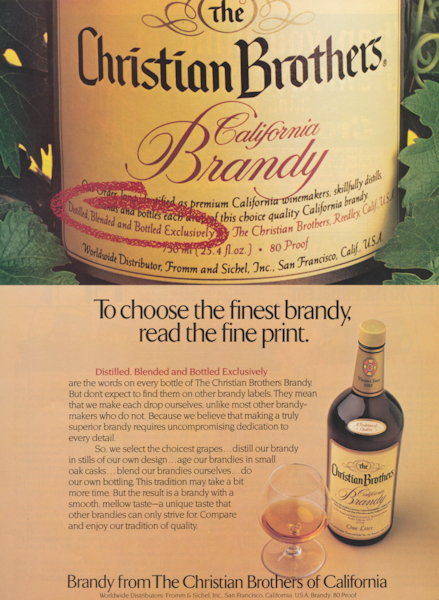 the
Christian Brothers®
California
Brandy
Our Order, long identified as premium California winemakers, skillfully distills,
and bottles each of this choice quality California brandy.
Distilled, Blended and Bottled Exclusively The Christian Brothers, Reedley, Calif. U.S.A.
750 ml (25.4 fl.oz.) • 80 Proof
Worldwide Distributor, Fromm and Sichel, Inc., San Francisco, Calif., U.S.A.
To choose the finest brandy,
read the fine print.
Distilled, Blended and Bottled Exclusively
are the words on every bottle of The Christian Brothers Brandy.
But don't expect to find them on other brandy labels. They mean
that we make each drop ourselves, unlike most other brandy-
makers who do not. Because we believe that making a truly
superior brandy requires uncompromising dedication to
every detail.
So, we select the choicest grapes...distill our brandy
in stills of our own design...age our brandies in small
oak casks...blend our brandies ourselves...do
our own bottling. This tradition may take a bit
more time. But the result is a brandy with a
smooth, mellow taste—a unique taste that
other brandies can only strive for. Compare
and enjoy our tradition of quality.
the
Christian Brothers
California
Brandy
One Liter
Brandy from The Christian Brothers of California
Worldwide Distributors: Fromm & Sichel, Inc., San Francisco, California, U.S.A. Brandy: 80 Proof